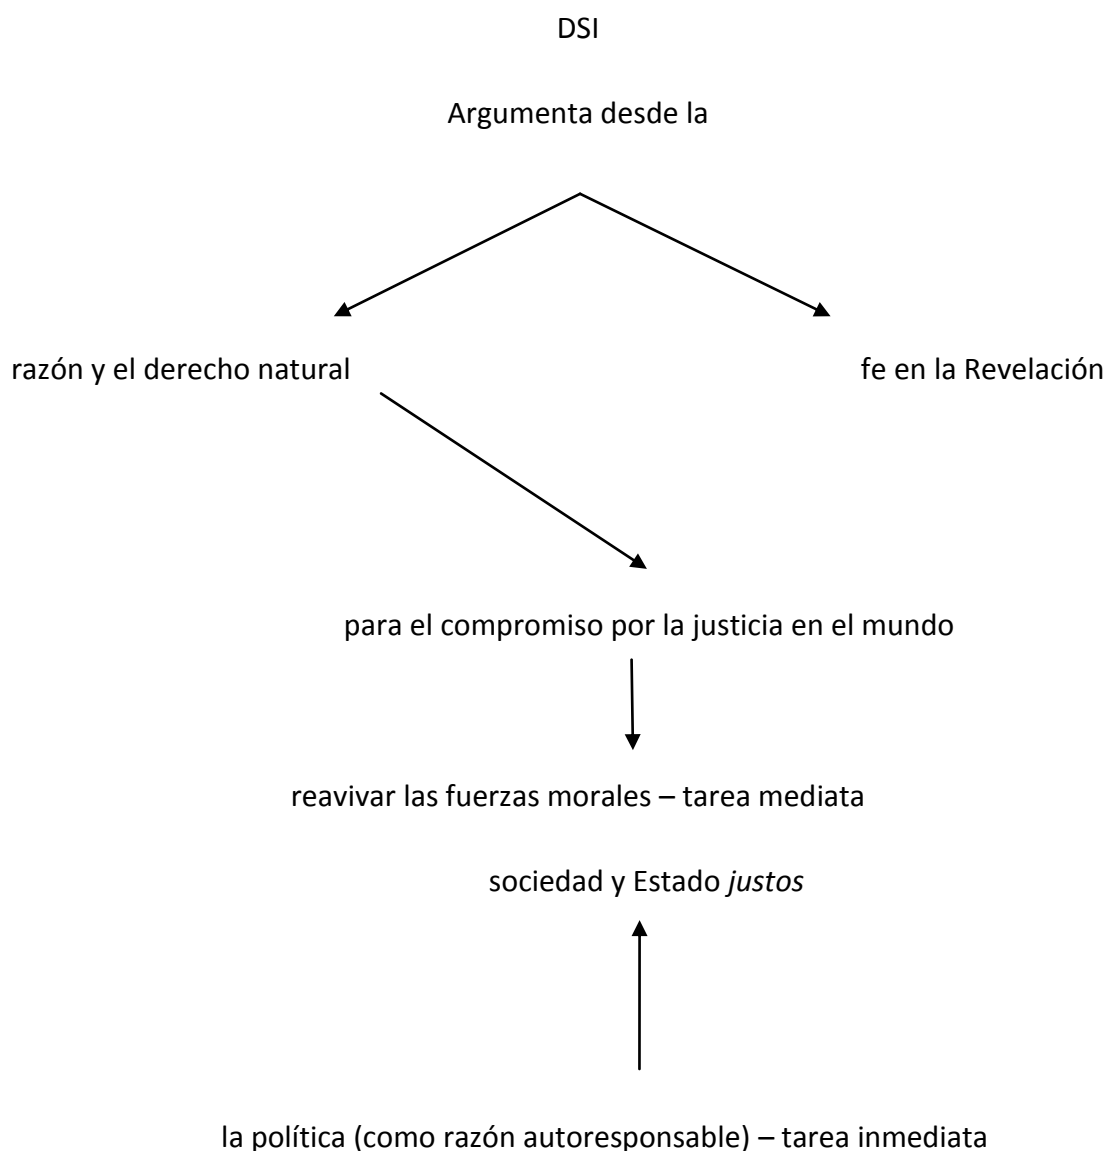 DSI
Argumenta desde la
razón y el derecho natural
fe en la Revelación
para el compromiso por la justicia en el mundo
reavivar las fuerzas morales – tarea mediata
sociedad y Estado justos
la política (como razón autoresponsable) – tarea inmediata